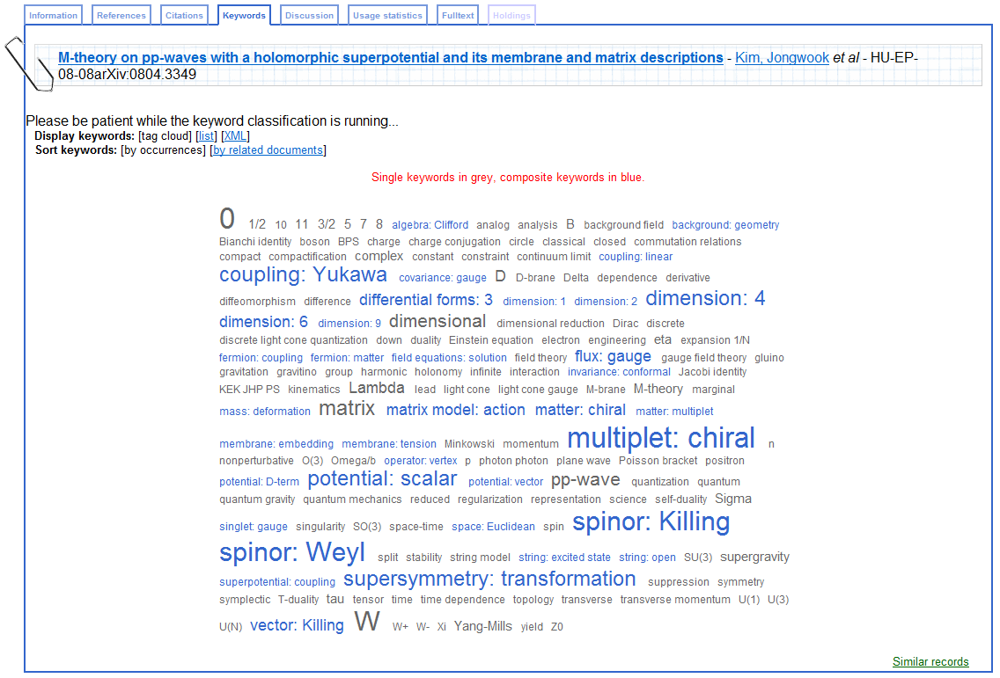 Information References Citations Keywords Discussion Usage statistics Fulltext Holdings
M-theory on pp-waves with a holomorphic superpotential and its membrane and matrix descriptions - Kim, Jongwook et al - HU-EP-
08-08arXiv:0804.3349
Please be patient while the keyword classification is running...
Display keywords: [tag cloud] [list] [XML]
Sort keywords: [by occurrences] [by related documents]
Single keywords in grey, composite keywords in blue.
0 1/2 10 11 3/2 5 7 8 algebra: Clifford analog analysis B background field background: geometry
Bianchi identity boson BPS charge charge conjugation circle classical closed commutation relations
compact compactification complex constant constraint continuum limit coupling: linear
coupling: Yukawa covariance: gauge D D-brane Delta dependence derivative
diffeomorphism difference differential forms: 3 dimension: 1 dimension: 2 dimension: 4
dimension: 6 dimension: 9 dimensional dimensional reduction Dirac discrete
discrete light cone quantization down duality Einstein equation electron engineering eta expansion 1/N
fermion: coupling fermion: matter field equations: solution field theory flux: gauge gauge field theory gluino
gravitation gravitino group harmonic holonomy infinite interaction invariance: conformal Jacobi identity
KEK JHP PS kinematics Lambda lead light cone light cone gauge M-brane M-theory marginal
mass: deformation matrix matrix model: action matter: chiral matter: multiplet
membrane: embedding membrane: tension Minkowski momentum multiplet: chiral n
nonperturbative O(3) Omega/b operator: vertex p photon photon plane wave Poisson bracket positron
potential: D-term potential: scalar potential: vector pp-wave quantization quantum
quantum gravity quantum mechanics reduced regularization representation science self-duality Sigma
singlet: gauge singularity SO(3) space-time space: Euclidean spin spinor: Killing
spinor: Weyl split stability string model string: excited state string: open SU(3) supergravity
superpotential: coupling supersymmetry: transformation suppression symmetry
symplectic T-duality tau tensor time time dependence topology transverse transverse momentum U(1) U(3)
U(N) vector: Killing W W+ W- Xi Yang-Mills yield Z0
Similar records